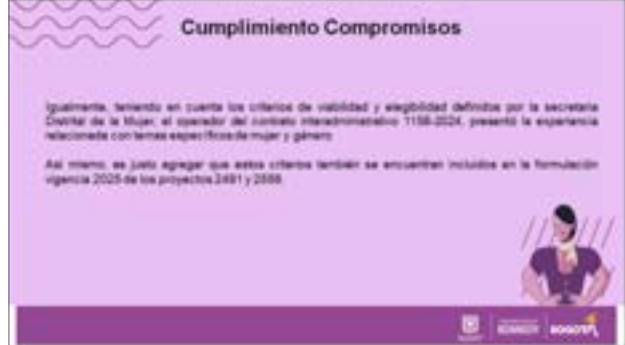 Cumplimiento Compromisos
Igualmente, teniendo en cuenta los criterios de viabilidad y elegibilidad definidos por la secretaria
Distrital de la Mujer, el operador del contrato interadministrativo 1158-2024, presentó la experiencia
relacionada con temas específicos de mujer y género
Así mismo, es justo agregar que estos criterios también se encuentran incluidos en la formulación
vigencia 2025 de los proyectos y
BOGOTÁ